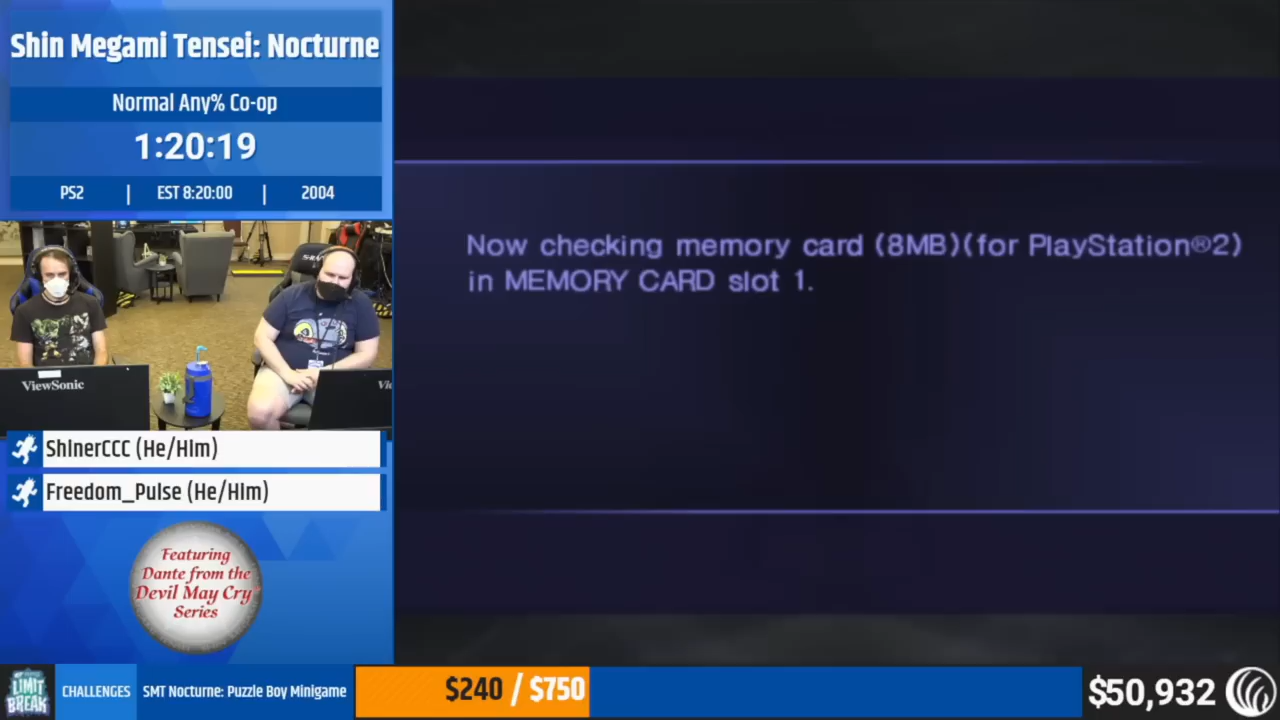 Shin Megami Tensei: Nocturne
Normal Any% Co-op
1:20:19
PS2 | EST 8:20:00 | 2004
Now checking memory card (8MB)(for PlayStation®2)
in MEMORY CARD slot 1.
ViewSonic
Vi
ShinerCCC (He/Him)
Freedom_Pulse (He/Him)
Featuring
Dante from the
Devil May Cry
Series
LIMIT
BREAK
CHALLENGES
SMT Nocturne: Puzzle Boy Minigame
$240 / $750
$50,932